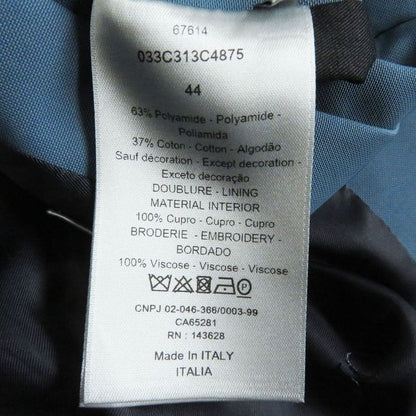 67614
033C313C4875
44
63% Polyamide - Polyamide -
Poliamida
37% Coton - Cotton - Algodão
Sauf décoration - Except decoration -
Exceto decoração
DOUBLURE - LINING
MATERIAL INTERIOR
100% Cupro - Cupro - Cupro
BRODERIE - EMBROIDERY -
BORDADO
100% Viscose - Viscose - Viscose
P
CNPJ 02-046-366/0003-99
CA65281
RN : 143628
Made In ITALY
ITALIA